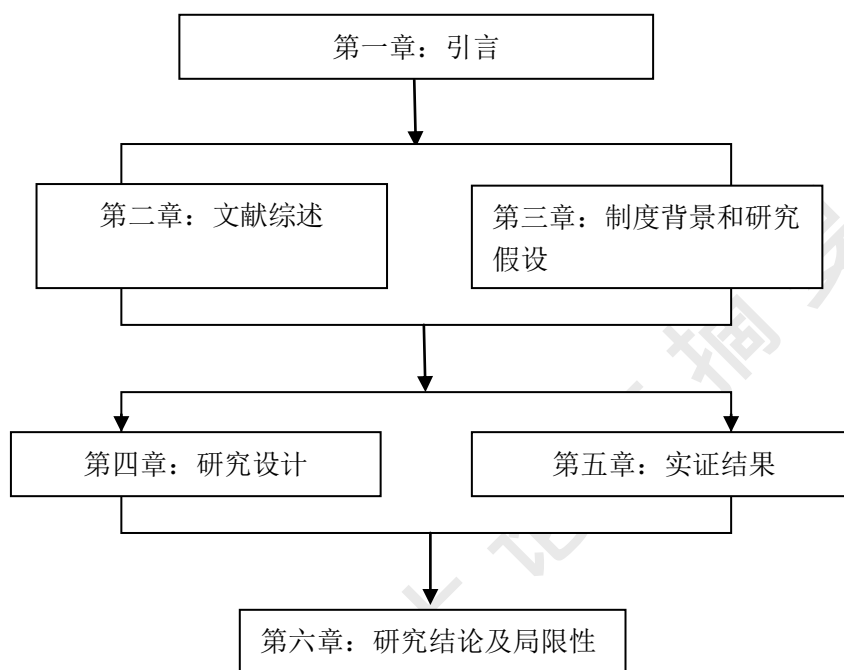 第一章：引言
第二章：文献综述
第三章：制度背景和研究
假设
第四章：研究设计
第五章：实证结果
第六章：研究结论及局限性